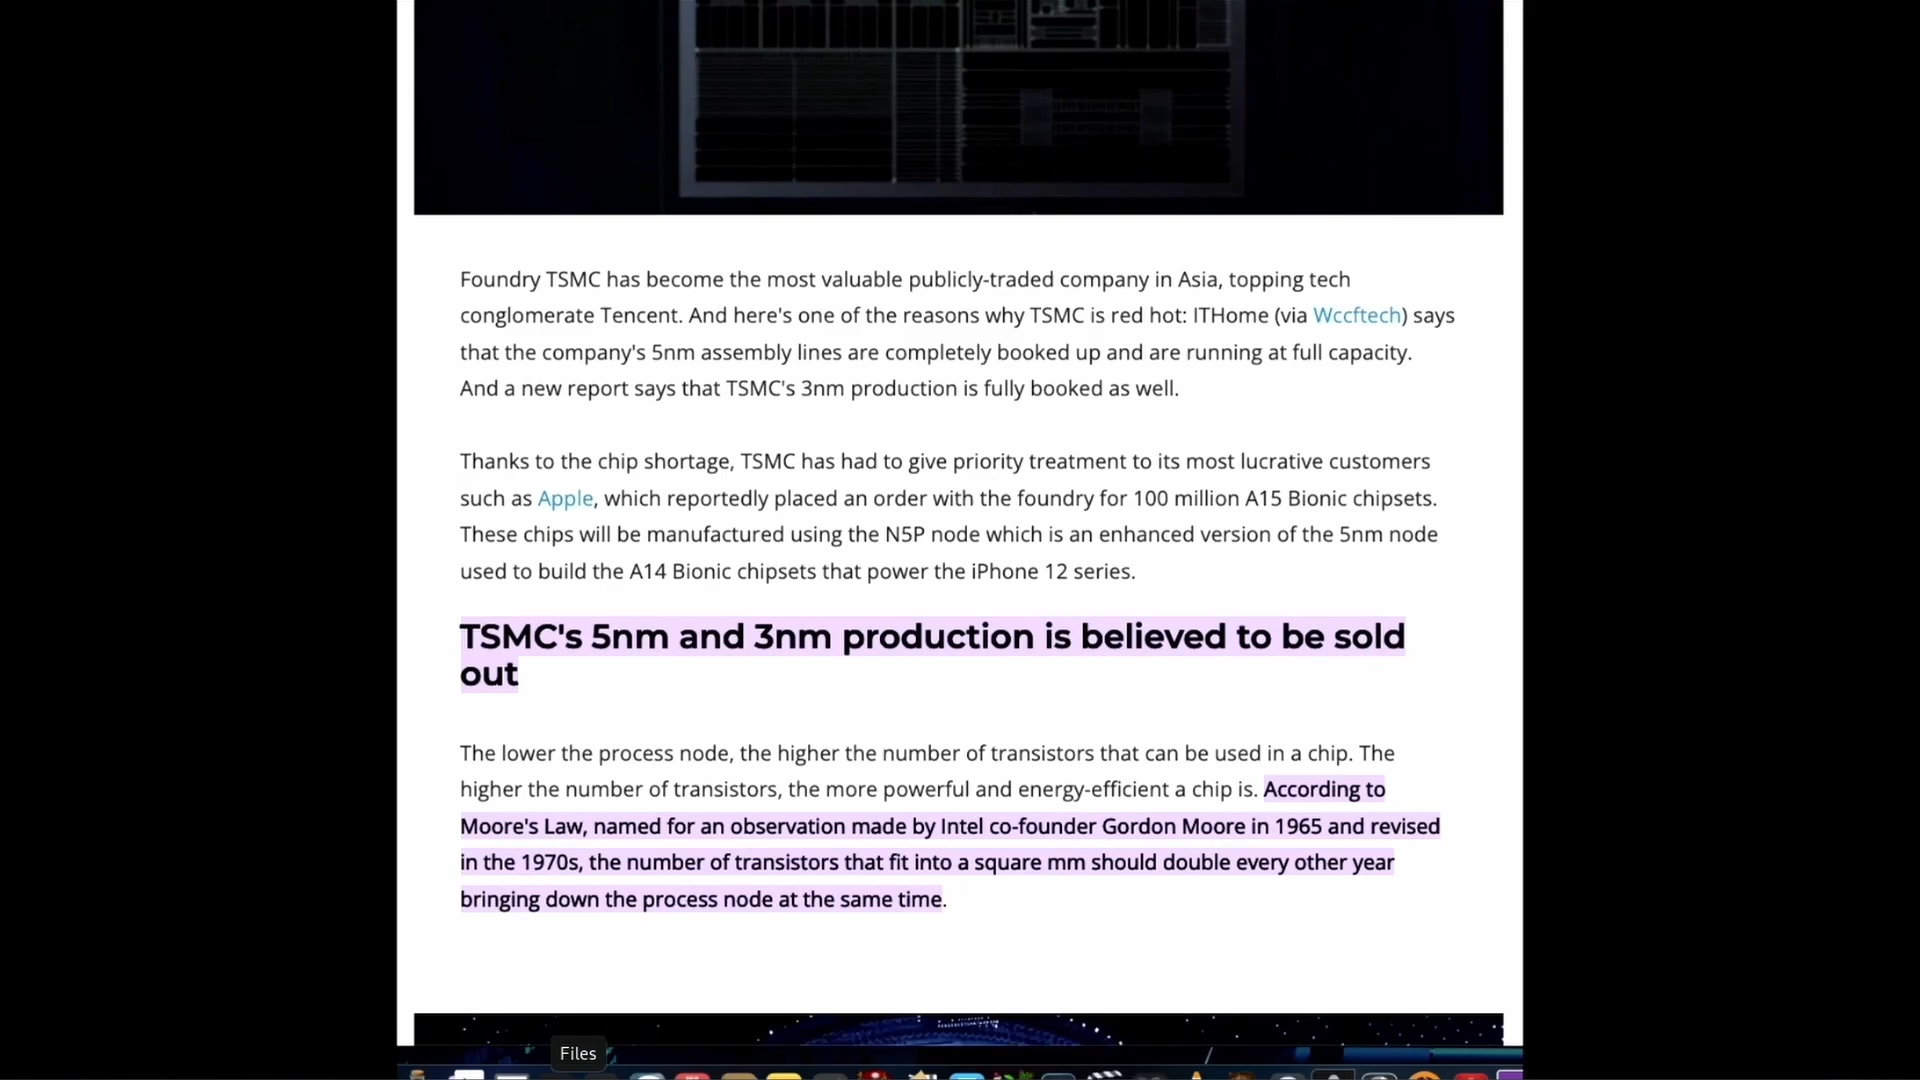 Foundry TSMC has become the most valuable publicly-traded company in Asia, topping tech
conglomerate Tencent. And here's one of the reasons why TSMC is red hot: ITHome (via Wccftech) says
that the company's 5nm assembly lines are completely booked up and are running at full capacity.
And a new report says that TSMC's 3nm production is fully booked as well.
Thanks to the chip shortage, TSMC has had to give priority treatment to its most lucrative customers
such as Apple, which reportedly placed an order with the foundry for 100 million A15 Bionic chipsets.
These chips will be manufactured using the N5P node which is an enhanced version of the 5nm node
used to build the A14 Bionic chipsets that power the iPhone 12 series.
TSMC's 5nm and 3nm production is believed to be sold
out
The lower the process node, the higher the number of transistors that can be used in a chip. The
higher the number of transistors, the more powerful and energy-efficient a chip is. According to
Moore's Law, named for an observation made by Intel co-founder Gordon Moore in 1965 and revised
in the 1970s, the number of transistors that fit into a square mm should double every other year
bringing down the process node at the same time.
Files